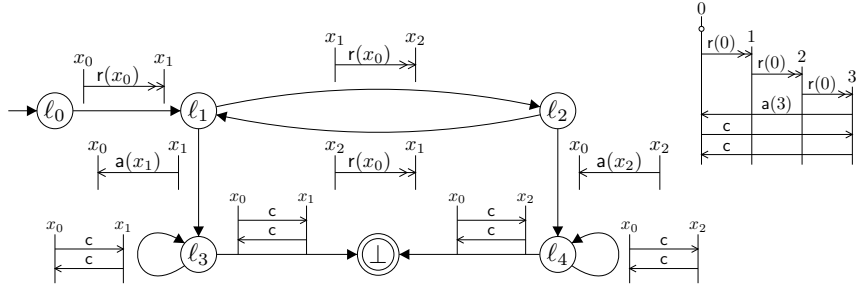 x₀ r(x₀) x₁
x₁ r(x₀) x₂
0
r(0) 1
r(0) 2
r(0) 3
a(3)
c
c
ℓ₀ ℓ₁ ℓ₂
x₀ a(x₁) x₁
x₂ r(x₀) x₁
x₀ a(x₂) x₂
x₀ c c x₁
x₀ c c x₁
x₀ c c x₂
x₀ c c x₂
ℓ₃ ⊥ ℓ₄